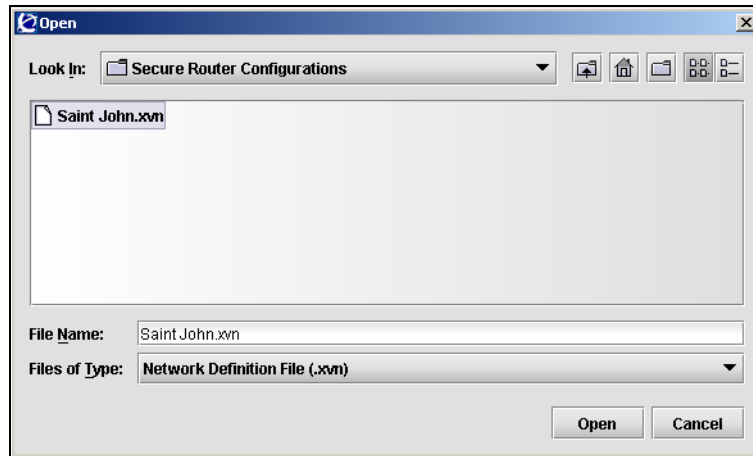 Open
Look In: Secure Router Configurations
Saint John.xvn
File Name: Saint John.xvn
Files of Type: Network Definition File (.xvn)
Open Cancel